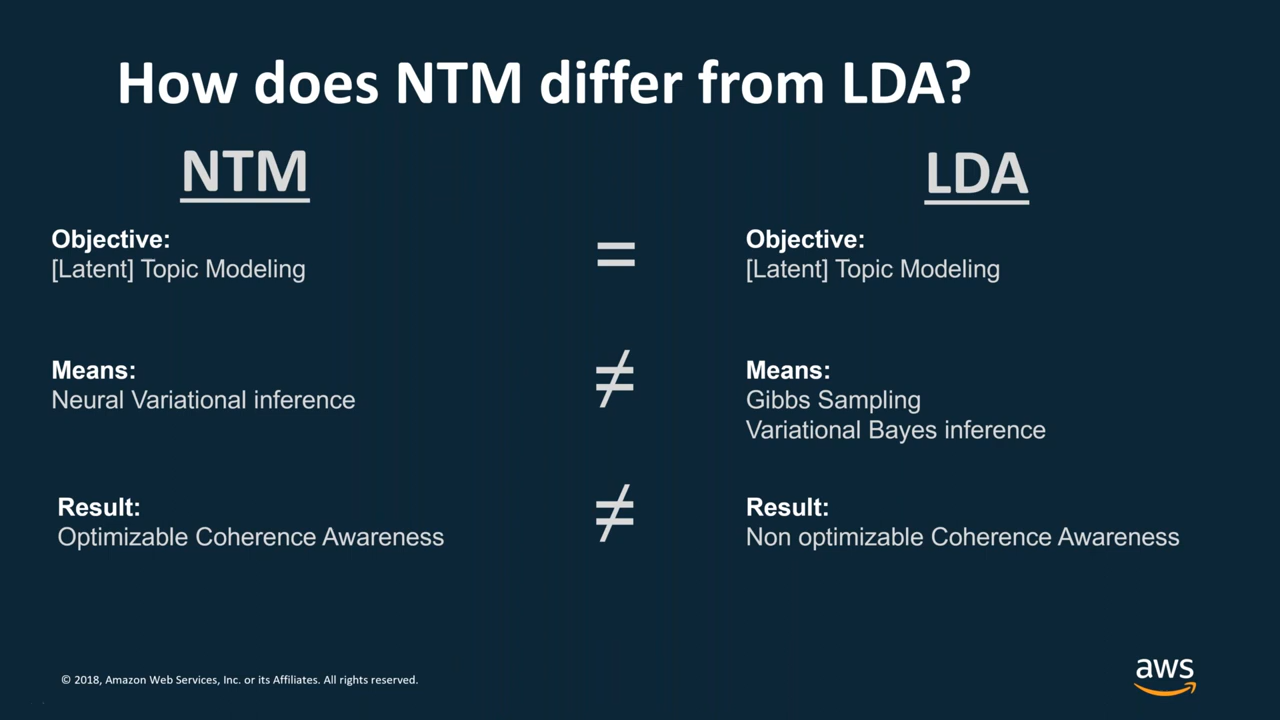 How does NTM differ from LDA?
NTM
LDA
Objective:
[Latent] Topic Modeling
=
Objective:
[Latent] Topic Modeling
Means:
Neural Variational inference
≠
Means:
Gibbs Sampling
Variational Bayes inference
Result:
Optimizable Coherence Awareness
≠
Result:
Non optimizable Coherence Awareness
© 2018, Amazon Web Services, Inc. or its Affiliates. All rights reserved.
aws